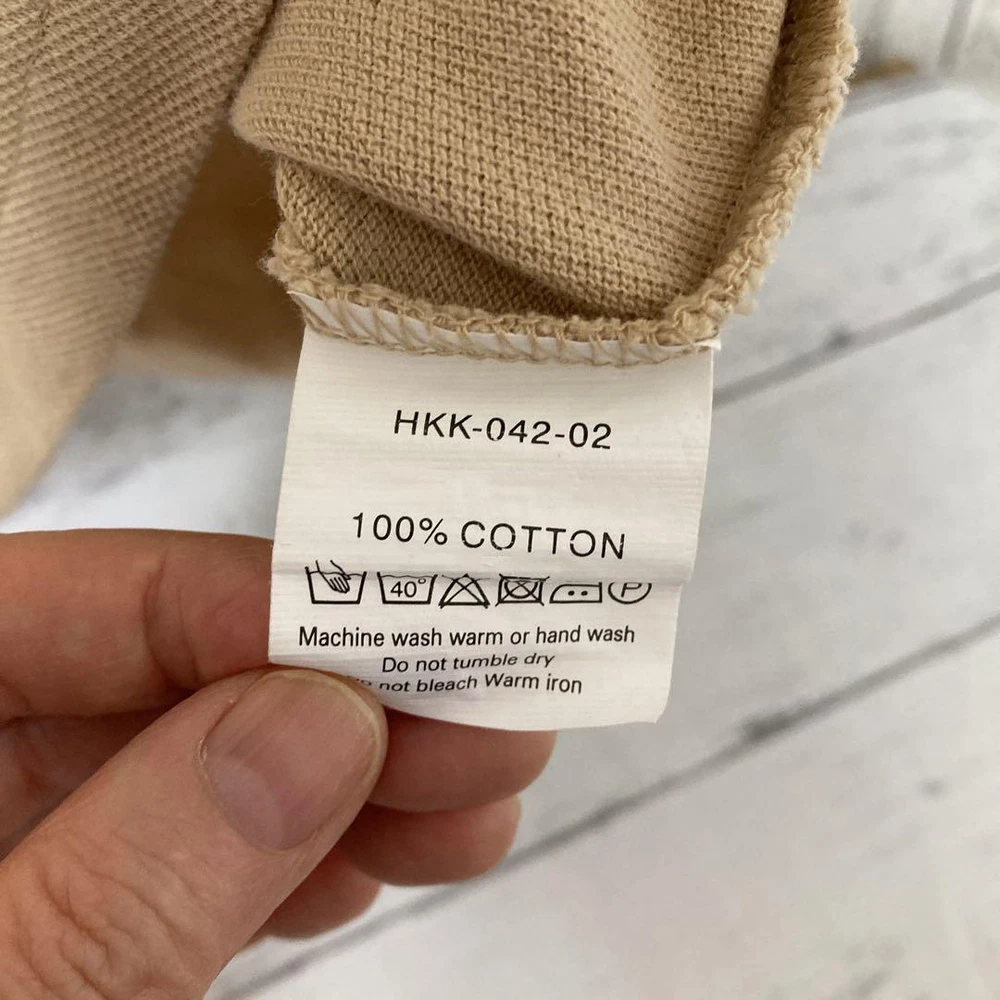 HKK-042-02
100% COTTON
40° P
Machine wash warm or hand wash
Do not tumble dry
not bleach Warm iron